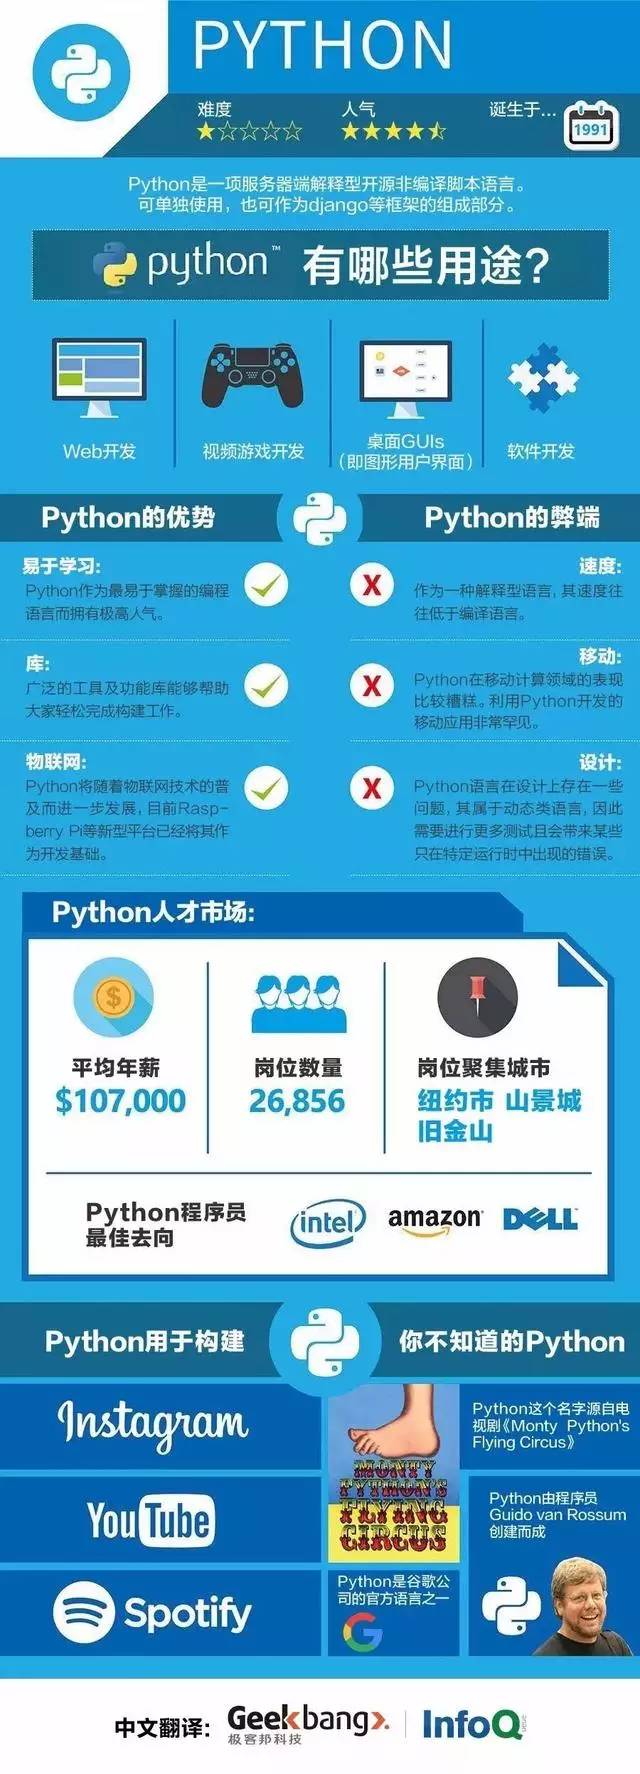 PYTHON
难度
人气
诞生于...
1991
Python是一项服务器端解释型开源非编译脚本语言。
可单独使用，也可作为django等框架的组成部分。
python™ 有哪些用途?
Web开发
视频游戏开发
桌面GUIs
（即图形用户界面）
软件开发
Python的优势
易于学习:
Python作为最易于掌握的编程
语言而拥有极高人气。
库:
广泛的工具及功能库能够帮助
大家轻松完成构建工作。
物联网:
Python将随着物联网技术的普
及而进一步发展，目前Rasp-
berry Pi等新型平台已经将其作
为开发基础。
Python的弊端
X
速度:
作为一种解释型语言，其速度往
往低于编译语言。
X
移动:
Python在移动计算领域的表现
比较糟糕。利用Python开发的
移动应用非常罕见。
X
设计:
Python语言在设计上存在一些
问题，其属于动态类语言，因此
需要进行更多测试且会带来某些
只在特定运行时中出现的错误。
Python人才市场:
$
平均年薪
$107,000
岗位数量
26,856
岗位聚集城市
纽约市 山景城
旧金山
Python程序员
最佳去向
intel
amazon
DELL
Python用于构建
Instagram
YouTube
Spotify
你不知道的Python
MONTY
PYTHON'S
FLYING
CIRCUS
Python这个名字源自电
视剧《Monty Python's
Flying Circus》
Python由程序员
Guido van Rossum
创建而成
Python是谷歌公
司的官方语言之一
G
中文翻译:
Geekbang>.
极客邦科技
InfoQ